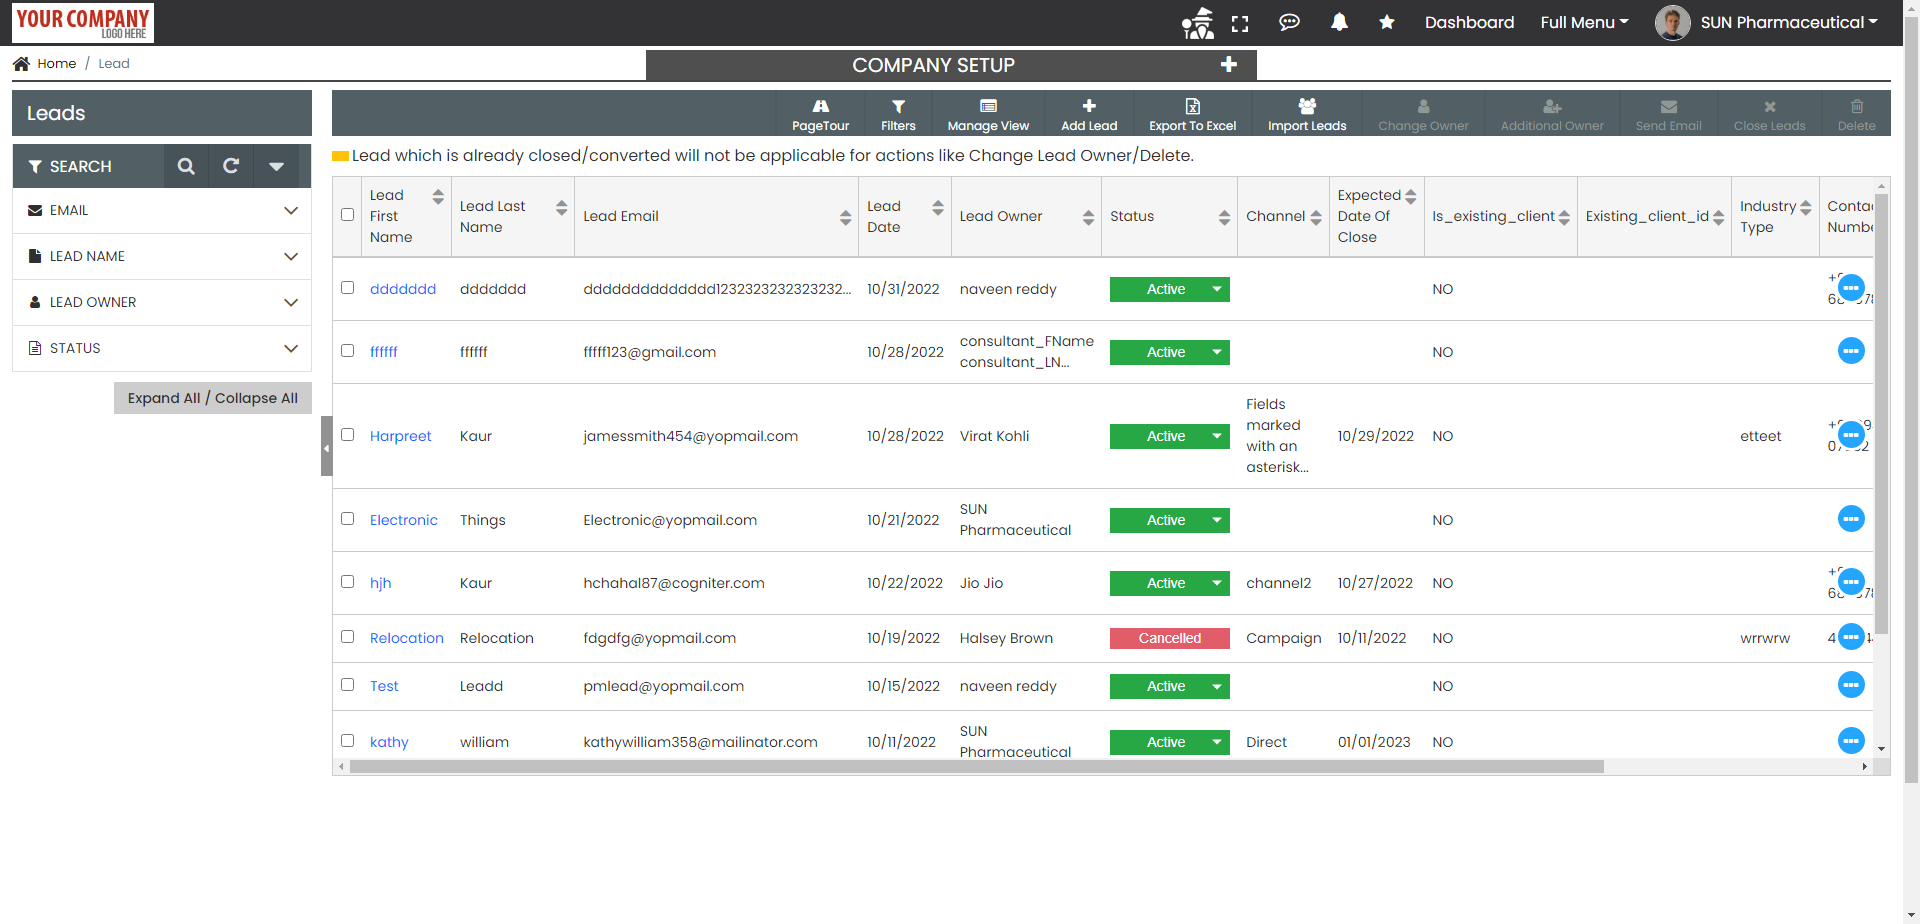 YOUR COMPANY
LOGO HERE
Dashboard
Full Menu
SUN Pharmaceutical
Home / Lead
COMPANY SETUP
Leads
PageTour
Filters
Manage View
Add Lead
Export To Excel
Import Leads
Change Owner
Additional Owner
Send Email
Close Leads
Delete
SEARCH
EMAIL
LEAD NAME
LEAD OWNER
STATUS
Expand All / Collapse All
Lead which is already closed/converted will not be applicable for actions like Change Lead Owner/Delete.
Lead First Name
Lead Last Name
Lead Email
Lead Date
Lead Owner
Status
Channel
Expected Date Of Close
Is_existing_client
Existing_client_id
Industry Type
ddddddd ddddddd dddddddddddddd1232323232323232... 10/31/2022 naveen reddy Active NO
ffffff ffffff fffff123@gmail.com 10/28/2022 consultant_FName consultant_LN... Active NO
Harpreet Kaur jamessmith454@yopmail.com 10/28/2022 Virat Kohli Active Fields marked with an asterisk... 10/29/2022 NO etteet
Electronic Things Electronic@yopmail.com 10/21/2022 SUN Pharmaceutical Active NO
hjh Kaur hchahal87@cogniter.com 10/22/2022 Jio Jio Active channel2 10/27/2022 NO
Relocation Relocation fdgdfg@yopmail.com 10/19/2022 Halsey Brown Cancelled Campaign 10/11/2022 NO wrrwrw
Test Leadd pmlead@yopmail.com 10/15/2022 naveen reddy Active NO
kathy william kathywilliam358@mailinator.com 10/11/2022 SUN Pharmaceutical Active Direct 01/01/2023 NO